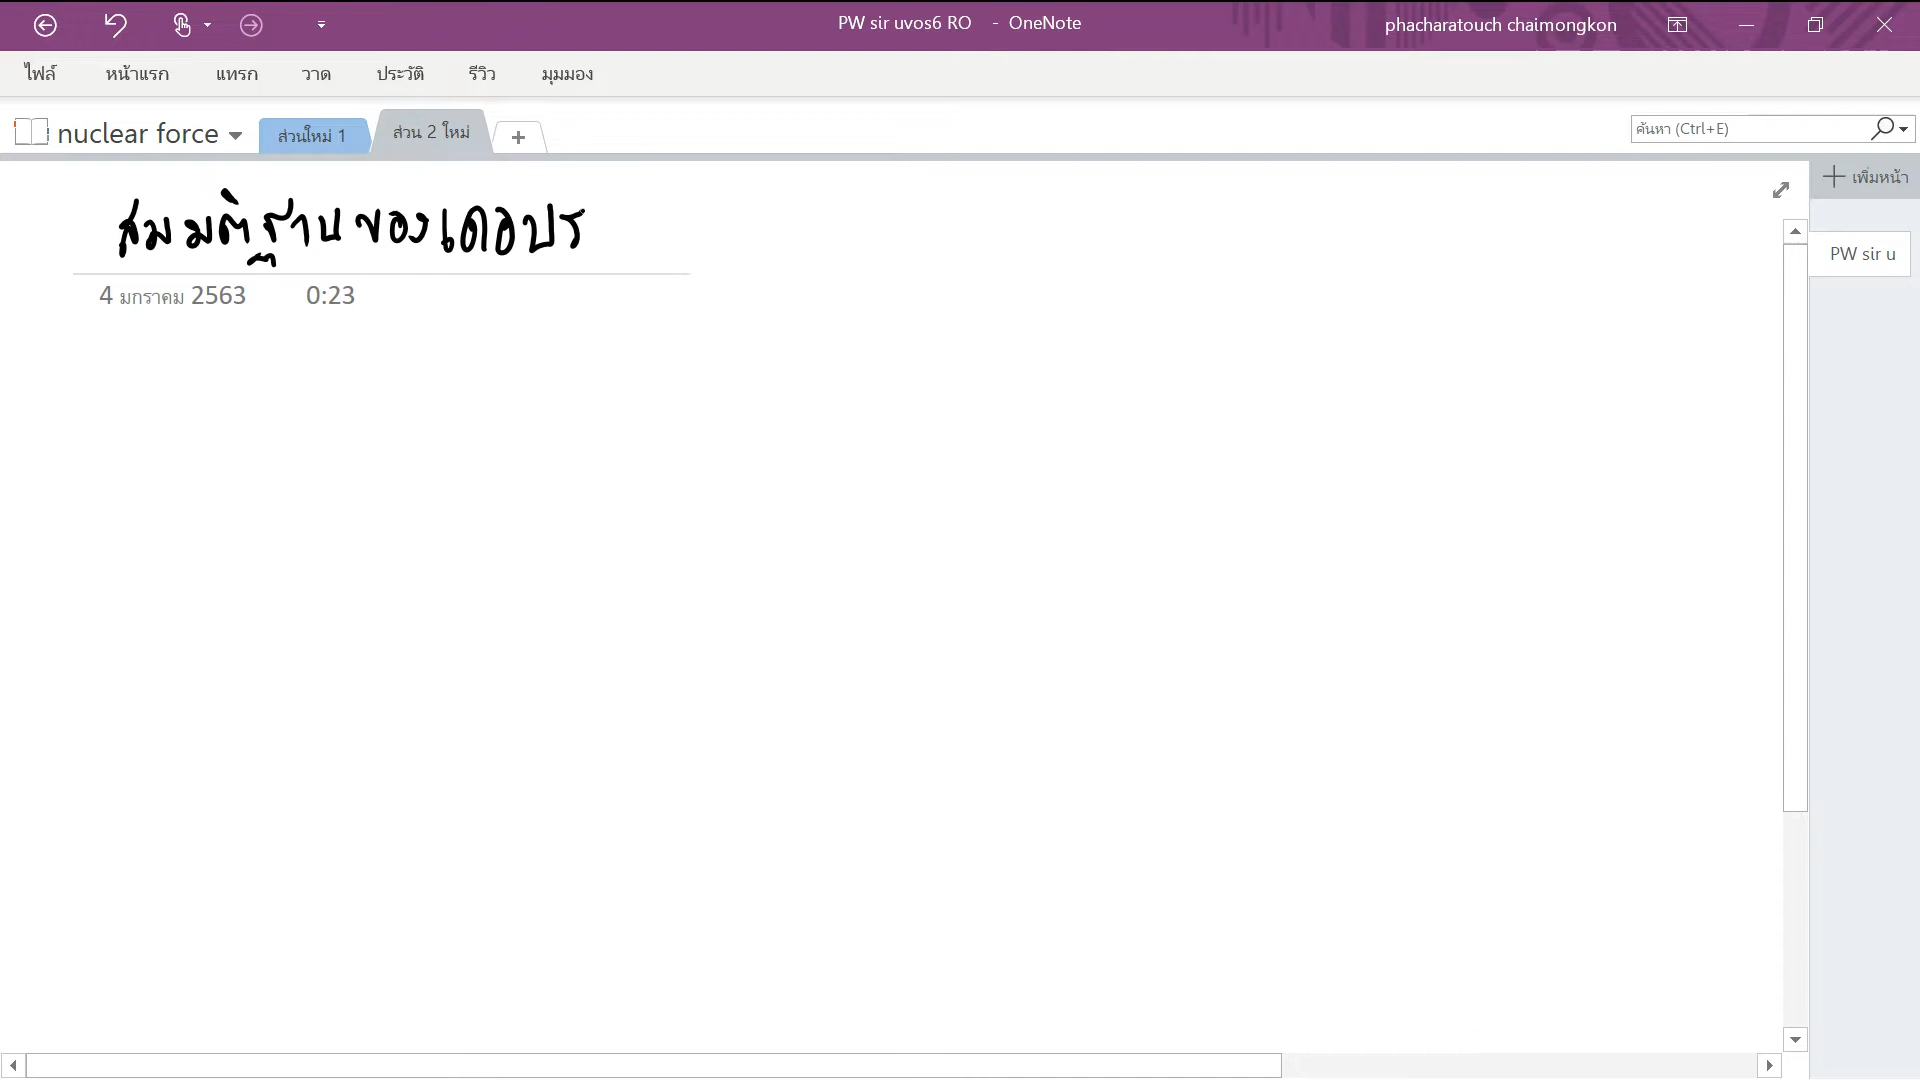 PW sir uvos6 RO - OneNote
phacharatouch chaimongkon
ไฟล์ หน้าแรก แทรก วาด ประวัติ รีวิว มุมมอง
nuclear force
ส่วนใหม่ 1
ส่วน 2 ใหม่
ค้นหา (Ctrl+E)
เพิ่มหน้า
PW sir u
สมมติฐานของเดอบร
4 มกราคม 2563 0:23